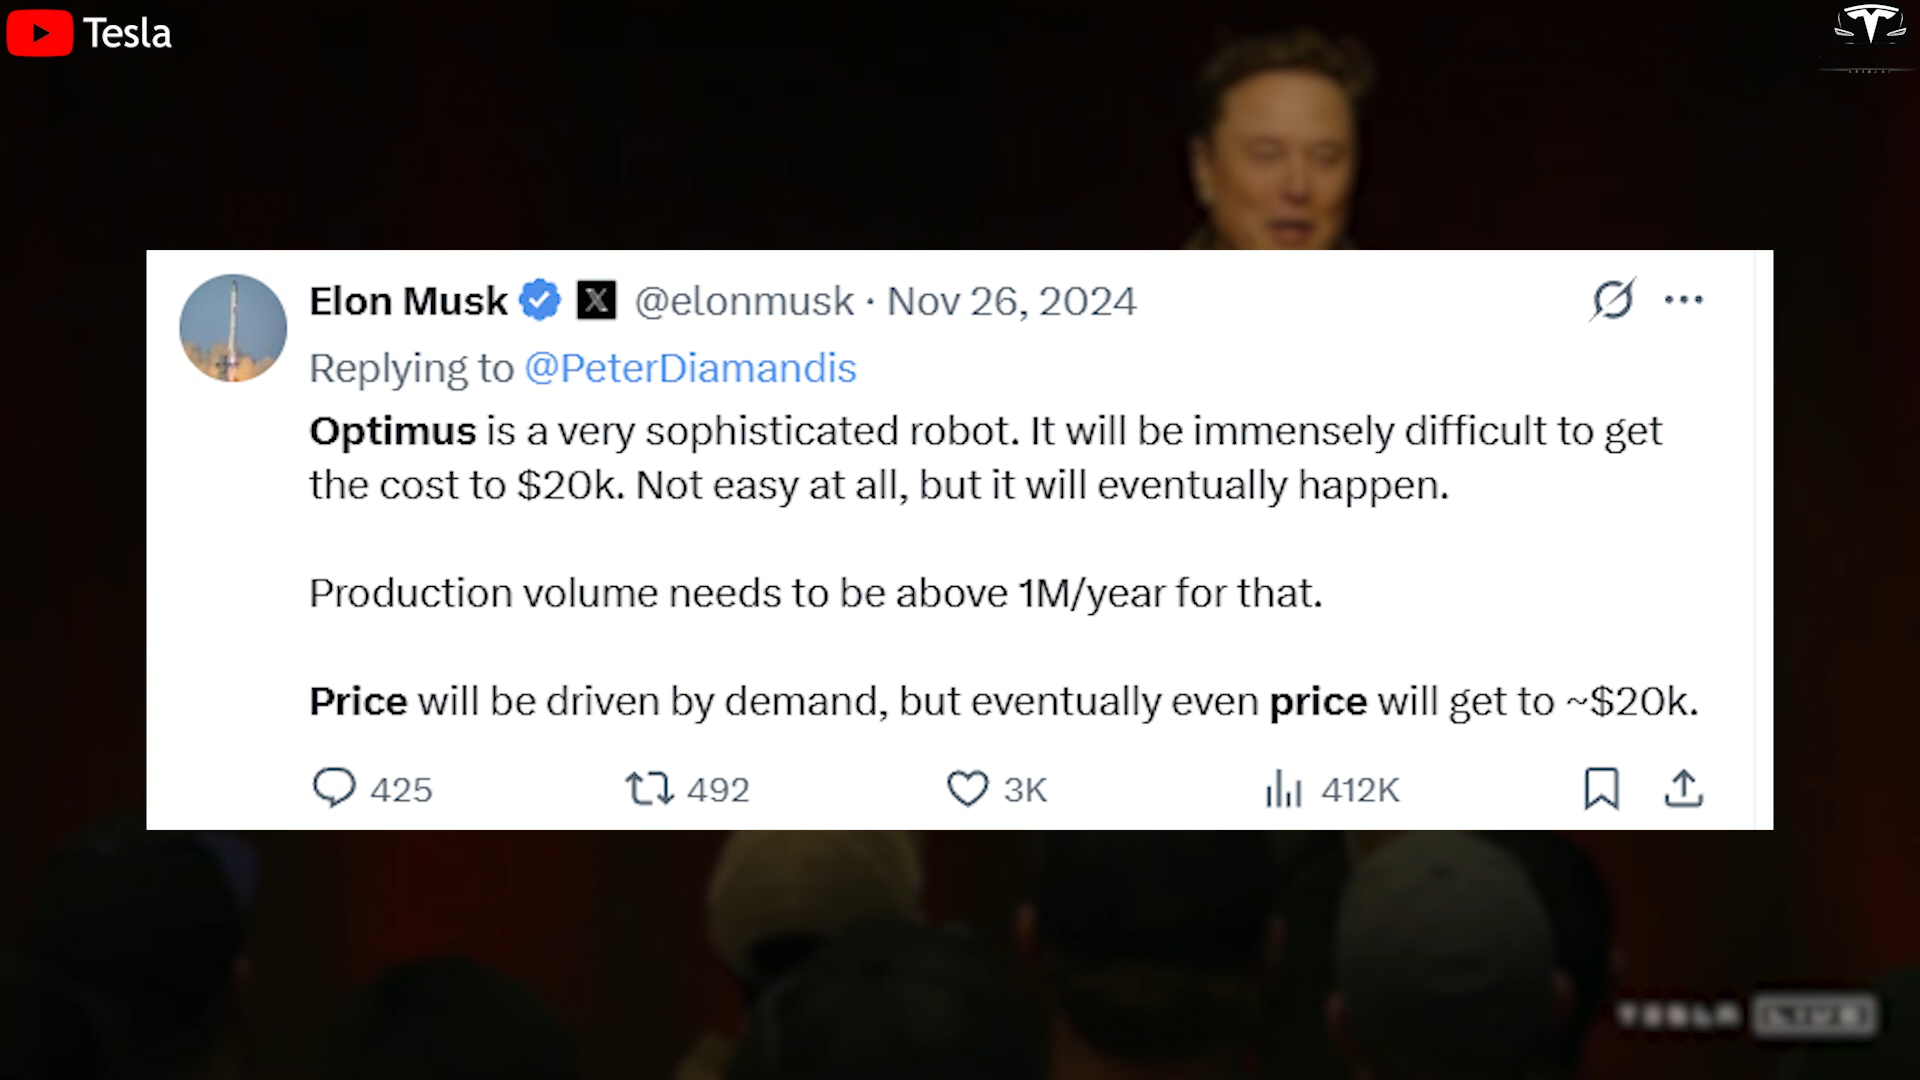 Tesla
Elon Musk @elonmusk · Nov 26, 2024
Replying to @PeterDiamandis
Optimus is a very sophisticated robot. It will be immensely difficult to get
the cost to $20k. Not easy at all, but it will eventually happen.
Production volume needs to be above 1M/year for that.
Price will be driven by demand, but eventually even price will get to ~$20k.
425 492 3K 412K
TESLA LIVE